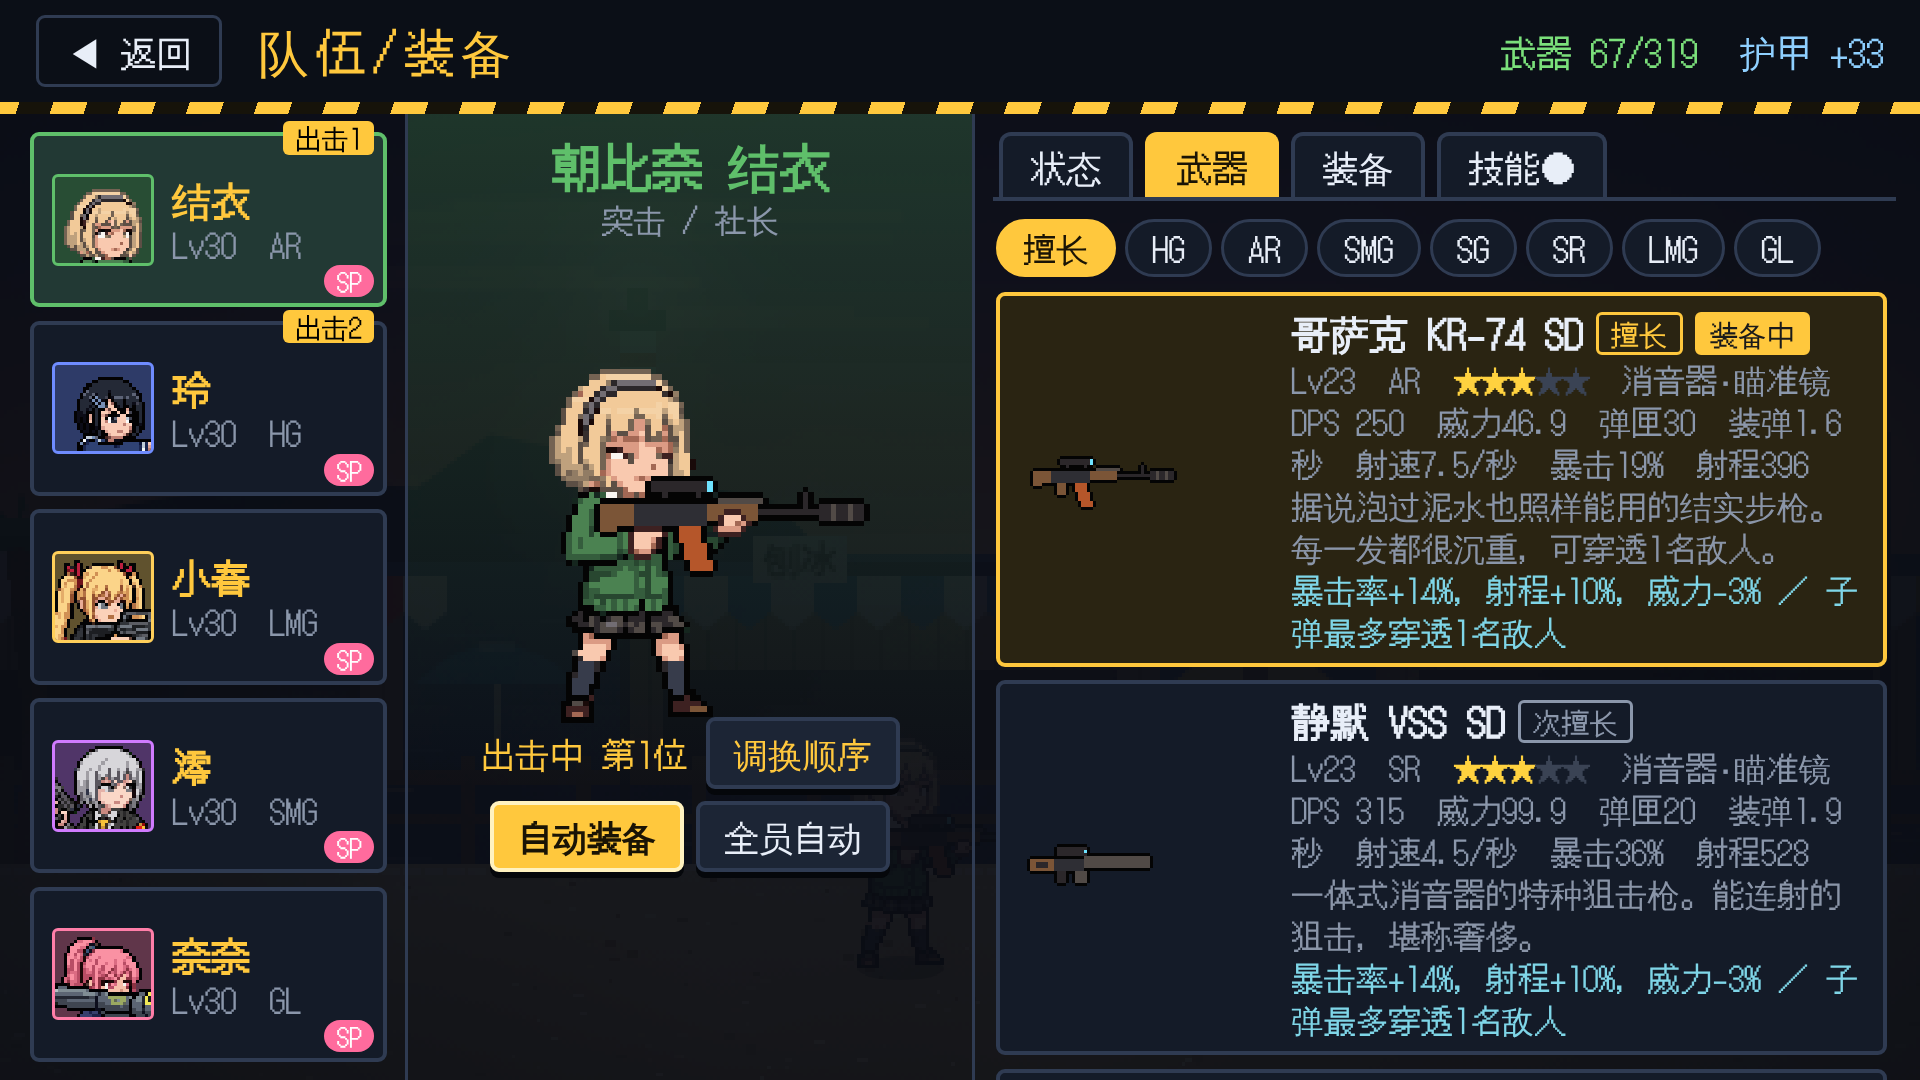 ◀ 返回
队伍/装备
武器 67/319 护甲 +33
出击1
结衣
Lv30 AR
SP
出击2
玲
Lv30 HG
SP
小春
Lv30 LMG
SP
澪
Lv30 SMG
SP
奈奈
Lv30 GL
SP
朝比奈 结衣
突击 / 社长
刨冰
出击中 第1位
调换顺序
自动装备
全员自动
状态
武器
装备
技能●
擅长
HG
AR
SMG
SG
SR
LMG
GL
哥萨克 KR-74 SD 擅长 装备中
Lv23 AR ★★★★★ 消音器·瞄准镜
DPS 250 威力46.9 弹匣30 装弹1.6
秒 射速7.5/秒 暴击19% 射程396
据说泡过泥水也照样能用的结实步枪。
每一发都很沉重，可穿透1名敌人。
暴击率+14%, 射程+10%, 威力-3% ／ 子
弹最多穿透1名敌人
静默 VSS SD 次擅长
Lv23 SR ★★★★★ 消音器·瞄准镜
DPS 315 威力99.9 弹匣20 装弹1.9
秒 射速4.5/秒 暴击36% 射程528
一体式消音器的特种狙击枪。能连射的
狙击，堪称奢侈。
暴击率+14%, 射程+10%, 威力-3% ／ 子
弹最多穿透1名敌人